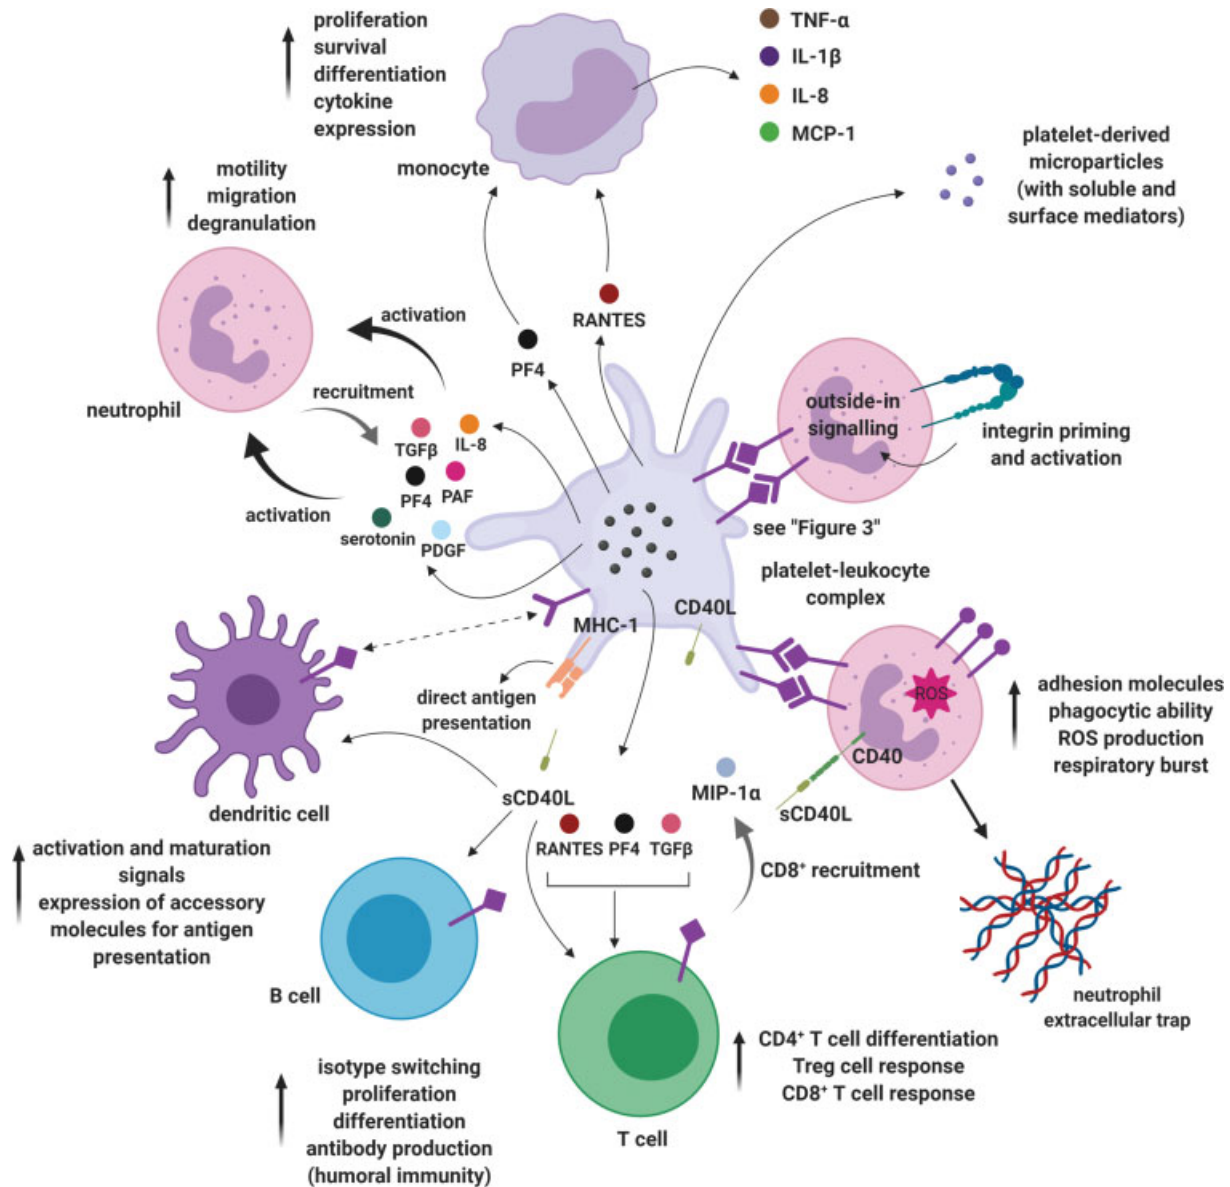 proliferation
survival
differentiation
cytokine
expression
monocyte
TNF-α
IL-1β
IL-8
MCP-1
platelet-derived
microparticles
(with soluble and
surface mediators)
motility
migration
degranulation
neutrophil
activation
recruitment
activation
TGFβ
IL-8
PF4
PAF
serotonin
PDGF
PF4
RANTES
outside-in
signalling
integrin priming
and activation
see "Figure 3"
platelet-leukocyte
complex
CD40L
MHC-1
direct antigen
presentation
dendritic cell
sCD40L
RANTES
PF4
TGFβ
MIP-1α
sCD40L
CD40
ROS
adhesion molecules
phagocytic ability
ROS production
respiratory burst
CD8⁺ recruitment
activation and maturation
signals
expression of accessory
molecules for antigen
presentation
B cell
neutrophil
extracellular trap
isotype switching
proliferation
differentiation
antibody production
(humoral immunity)
T cell
CD4⁺ T cell differentiation
Treg cell response
CD8⁺ T cell response